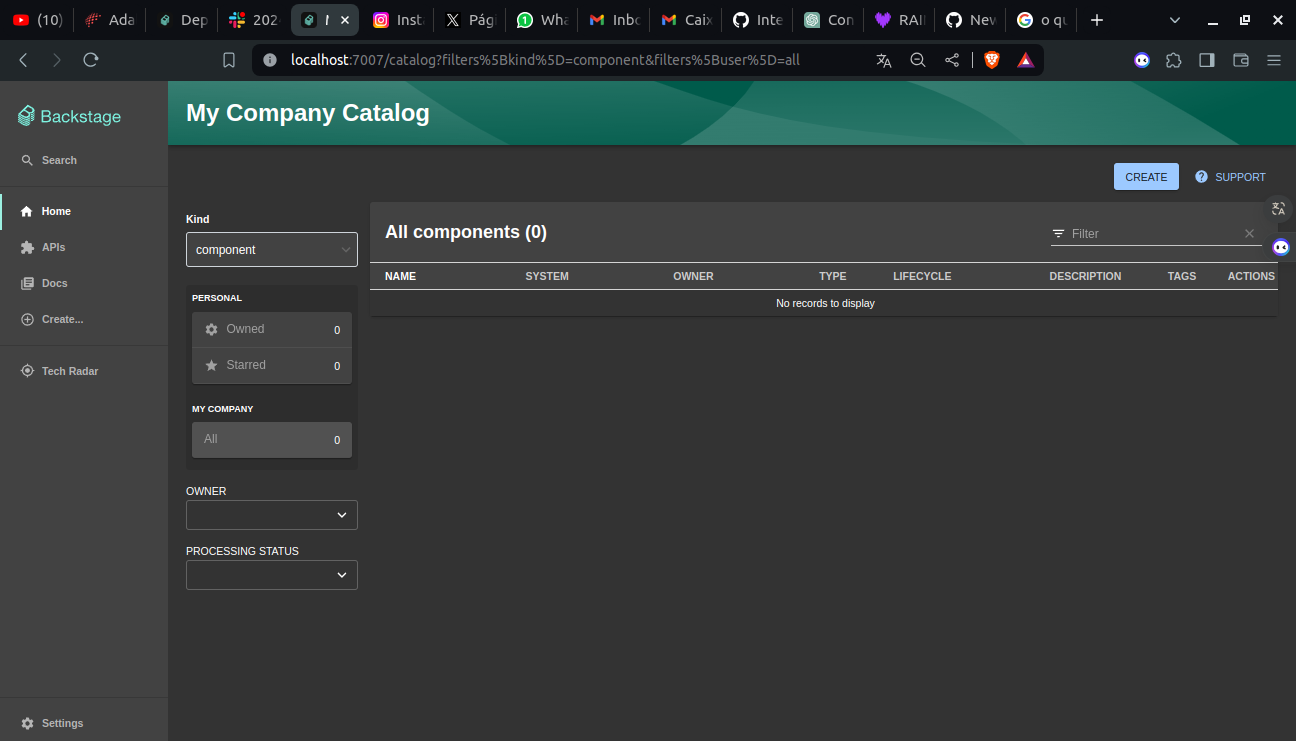 (10) Ada Dep 202 Inst Pági Wha Inbo Caix Inte Con RAI New o qu
localhost:7007/catalog?filters%5Bkind%5D=component&filters%5Buser%5D=all
Backstage
My Company Catalog
Search
CREATE
SUPPORT
Home
APIs
Docs
Create...
Tech Radar
Settings
Kind
component
PERSONAL
Owned 0
Starred 0
MY COMPANY
All 0
OWNER
PROCESSING STATUS
All components (0)
Filter
NAME SYSTEM OWNER TYPE LIFECYCLE DESCRIPTION TAGS ACTIONS
No records to display